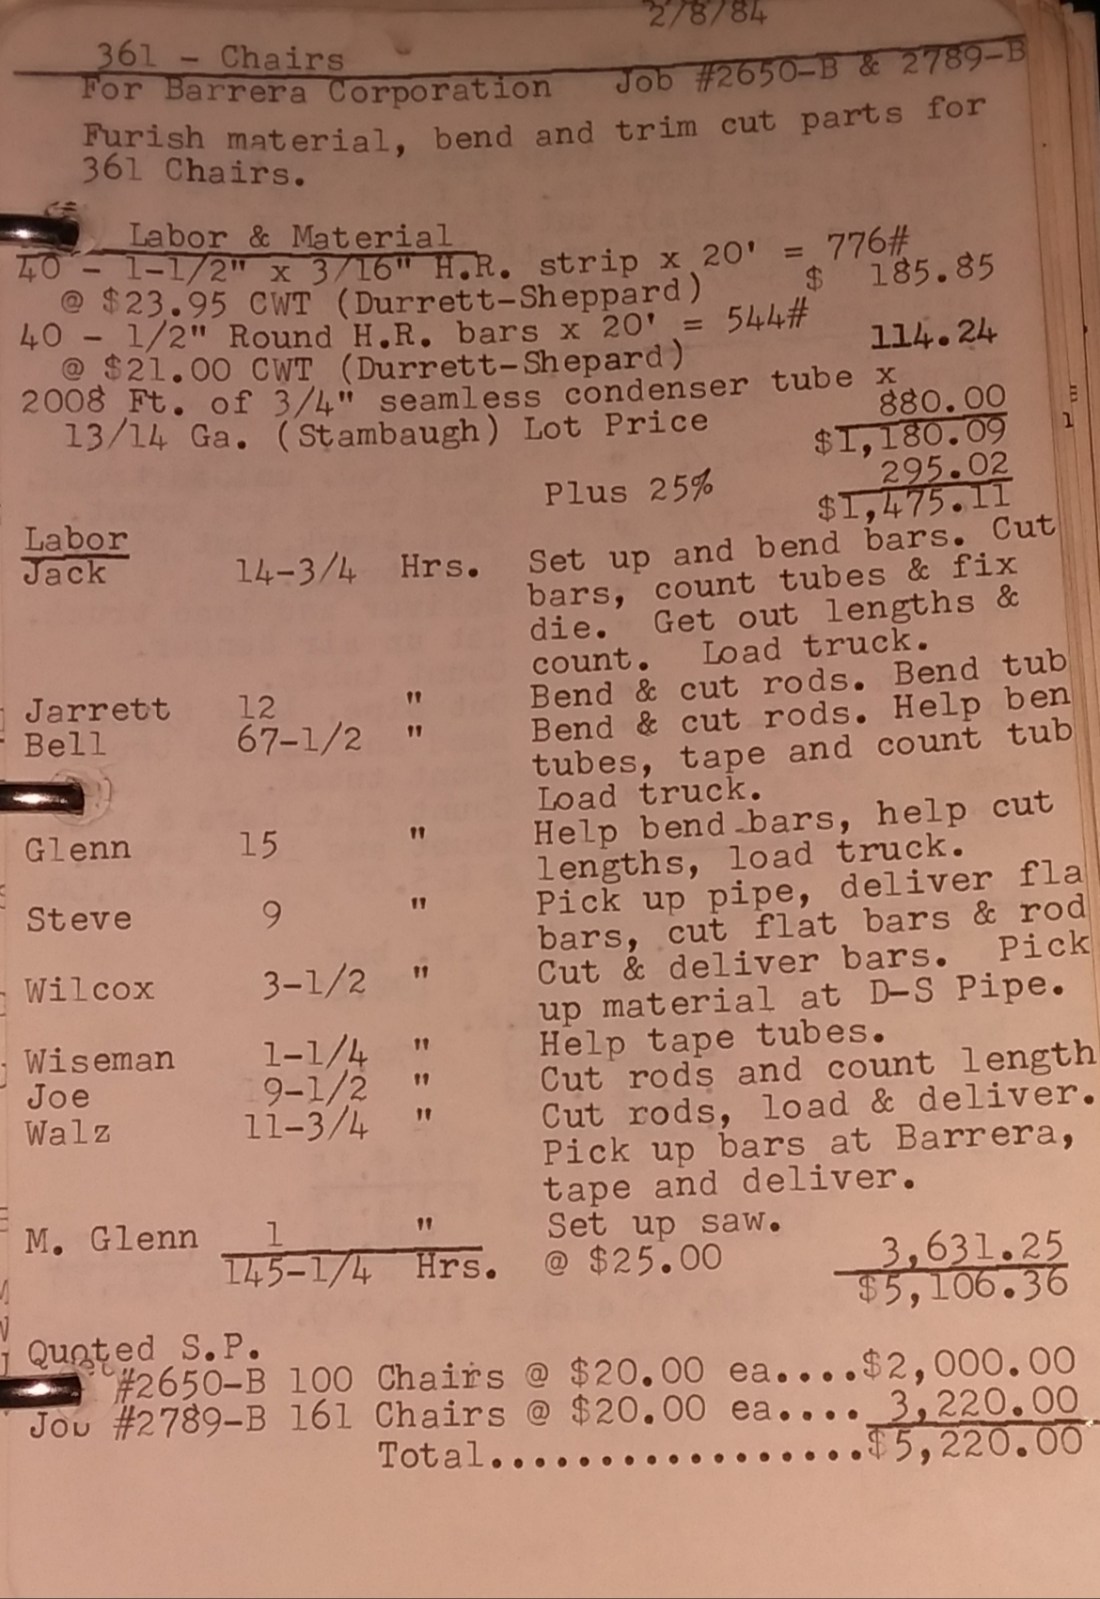 2/8/84
361 - Chairs
For Barrera Corporation Job #2650-B & 2789-B
Furish material, bend and trim cut parts for
361 Chairs.
Labor & Material
40 - 1-1/2" x 3/16" H.R. strip x 20' = 776#
@ $23.95 CWT (Durrett-Sheppard) $ 185.85
40 - 1/2" Round H.R. bars x 20' = 544#
@ $21.00 CWT (Durrett-Shepard) 114.24
2008 Ft. of 3/4" seamless condenser tube x
13/14 Ga. (Stambaugh) Lot Price 880.00
$1,180.09
Plus 25% 295.02
$1,475.11
Labor
Jack 14-3/4 Hrs. Set up and bend bars. Cut
bars, count tubes & fix
die. Get out lengths &
count. Load truck.
Jarrett 12 " Bend & cut rods. Bend tub
Bell 67-1/2 " Bend & cut rods. Help ben
tubes, tape and count tub
Load truck.
Glenn 15 " Help bend bars, help cut
lengths, load truck.
Steve 9 " Pick up pipe, deliver fla
bars, cut flat bars & rod
Wilcox 3-1/2 " Cut & deliver bars. Pick
up material at D-S Pipe.
Wiseman 1-1/4 " Help tape tubes.
Joe 9-1/2 " Cut rods and count length
Walz 11-3/4 " Cut rods, load & deliver.
Pick up bars at Barrera,
tape and deliver.
M. Glenn 1 " Set up saw.
145-1/4 Hrs. @ $25.00 3,631.25
$5,106.36
Quoted S.P.
#2650-B 100 Chairs @ $20.00 ea....$2,000.00
Job #2789-B 161 Chairs @ $20.00 ea.... 3,220.00
Total.................$5,220.00